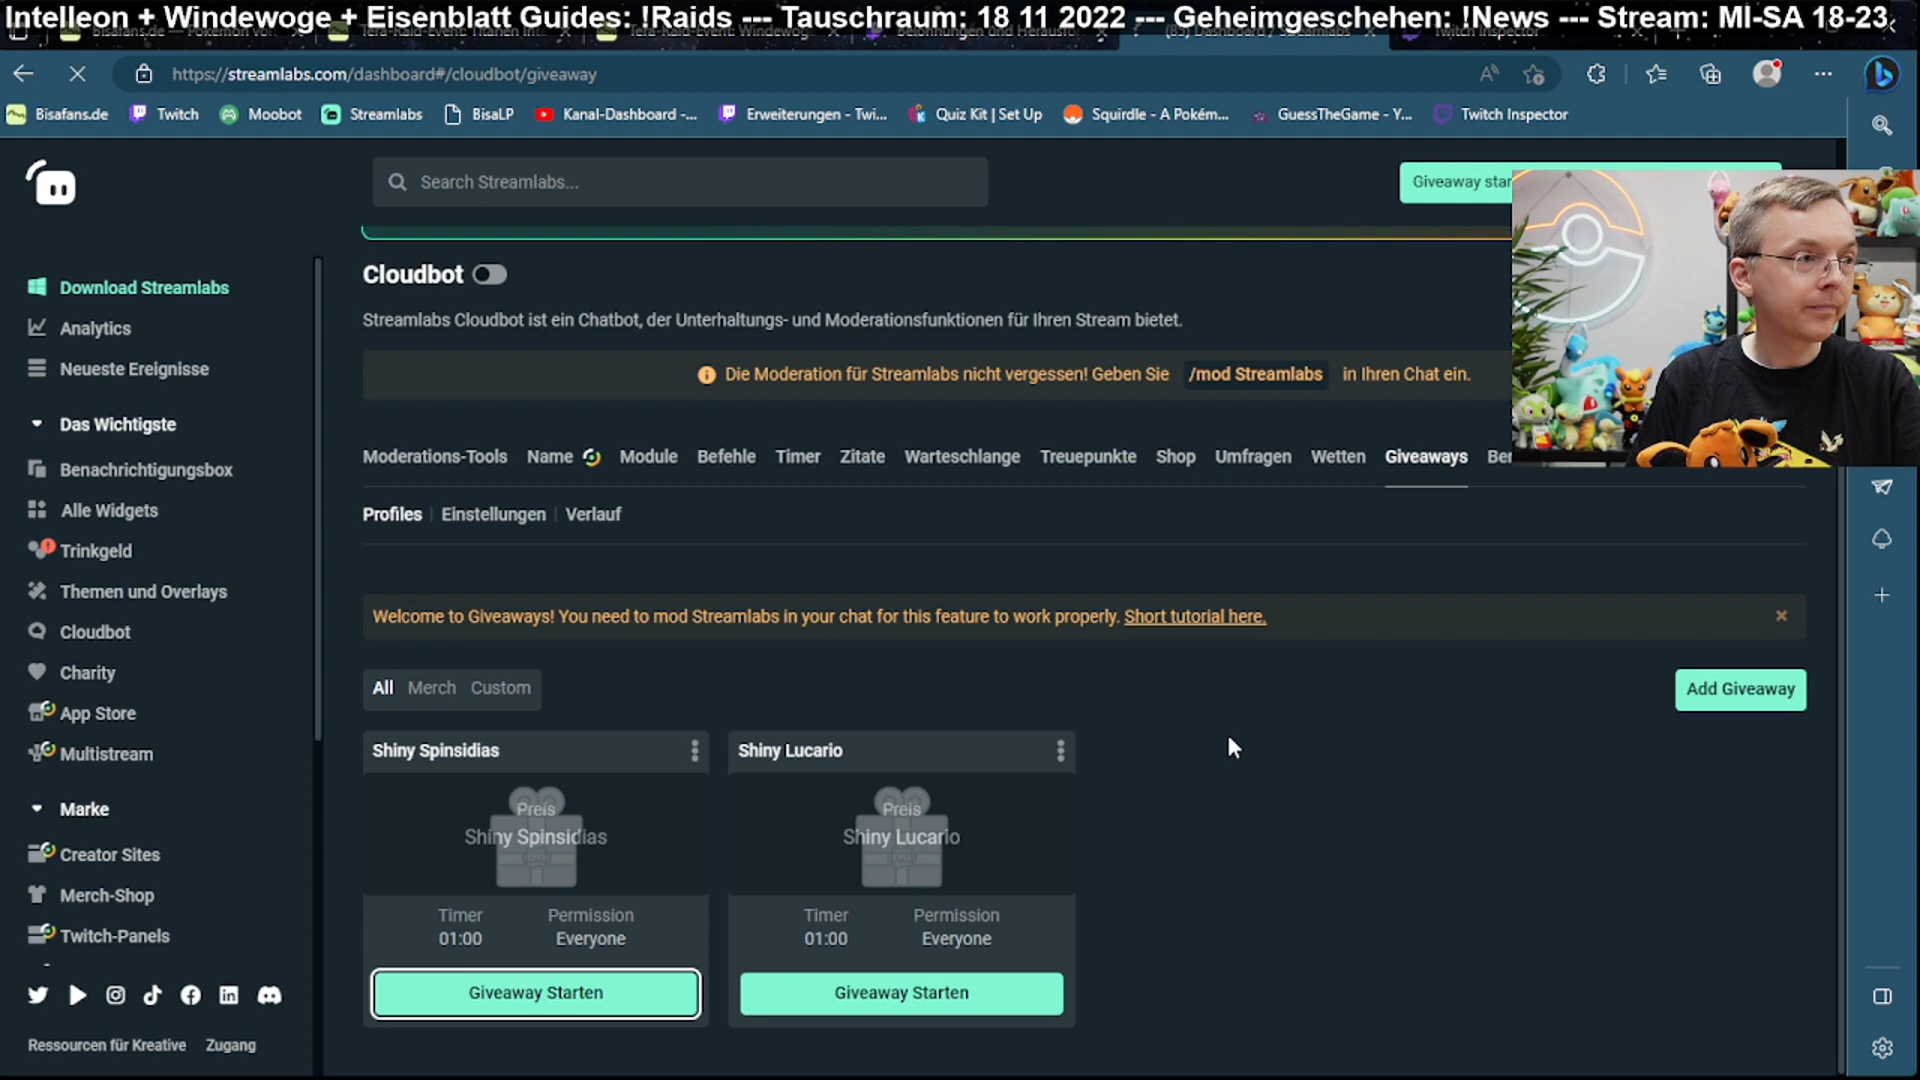 Intelleon + Windewoge + Eisenblatt Guides: !Raids --- Tauschraum: 18 11 2022 --- Geheimgeschehen: !News --- Stream: MI-SA 18-23
https://streamlabs.com/dashboard#/cloudbot/giveaway
Bisafans.de Twitch Moobot Streamlabs BisaLP Kanal-Dashboard -... Erweiterungen - Twi... Quiz Kit | Set Up Squirdle - A Pokém... GuessTheGame - Y... Twitch Inspector
Search Streamlabs...
Giveaway star
Cloudbot
Streamlabs Cloudbot ist ein Chatbot, der Unterhaltungs- und Moderationsfunktionen für Ihren Stream bietet.
Die Moderation für Streamlabs nicht vergessen! Geben Sie /mod Streamlabs in Ihren Chat ein.
Moderations-Tools Name Module Befehle Timer Zitate Warteschlange Treuepunkte Shop Umfragen Wetten Giveaways Ber
Profiles Einstellungen Verlauf
Welcome to Giveaways! You need to mod Streamlabs in your chat for this feature to work properly. Short tutorial here.
All Merch Custom
Add Giveaway
Shiny Spinsidias
Preis
Shiny Spinsidias
Timer Permission
01:00 Everyone
Giveaway Starten
Shiny Lucario
Preis
Shiny Lucario
Timer Permission
01:00 Everyone
Giveaway Starten
Download Streamlabs
Analytics
Neueste Ereignisse
Das Wichtigste
Benachrichtigungsbox
Alle Widgets
Trinkgeld
Themen und Overlays
Cloudbot
Charity
App Store
Multistream
Marke
Creator Sites
Merch-Shop
Twitch-Panels
Ressourcen für Kreative Zugang